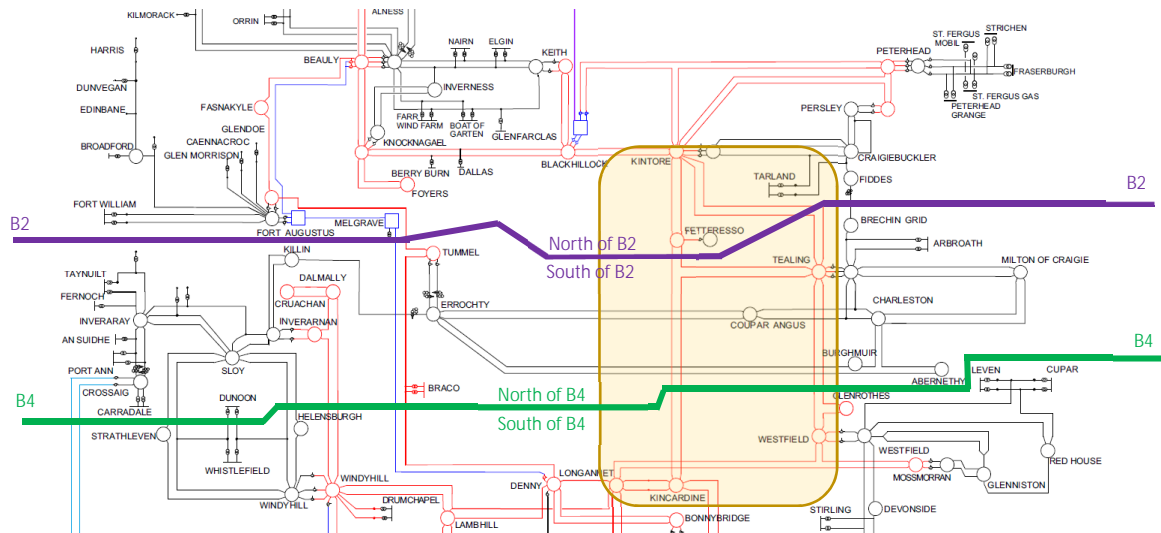 KILMORACK
ORRIN
ALNESS
HARRIS
BEAULY
NAIRN
ELGIN
KEITH
PETERHEAD
ST. FERGUS
MOBIL
STRICHEN
FRASERBURGH
DUNVEGAN
EDINBANE
FASNAKYLE
INVERNESS
ST. FERGUS GAS
PETERHEAD
GRANGE
PERSLEY
GLENDOE
CAENNACROC
GLEN MORRISON
FARR
WIND FARM
BOAT OF
GARTEN
GLENFARCLAS
BROADFORD
KNOCKNAGAEL
BLACKHILLOCK
KINTORE
CRAIGIEBUCKLER
BERRY BURN
DALLAS
FOYERS
TARLAND
FIDDES
FORT WILLIAM
FORT AUGUSTUS
MELGRAVE
BRECHIN GRID
B2
B2
North of B2
South of B2
FETTERESSO
ARBROATH
KILLIN
TUMMEL
TEALING
MILTON OF CRAIGIE
TAYNUILT
DALMALLY
FERNOCH
CRUACHAN
ERROCHTY
CHARLESTON
INVERARAY
INVERARNAN
COUPAR ANGUS
AN SUIDHE
SLOY
BURGHMUIR
B4
PORT ANN
CROSSAIG
ABERNETHY
LEVEN
CUPAR
BRACO
CARRADALE
DUNOON
B4
North of B4
South of B4
GLENROTHES
HELENSBURGH
STRATHLEVEN
WESTFIELD
WESTFIELD
RED HOUSE
WHISTLEFIELD
MOSSMORRAN
GLENNISTON
WINDYHILL
WINDYHILL
DENNY
LONGANNET
KINCARDINE
DRUMCHAPEL
LAMBHILL
BONNYBRIDGE
STIRLING
DEVONSIDE